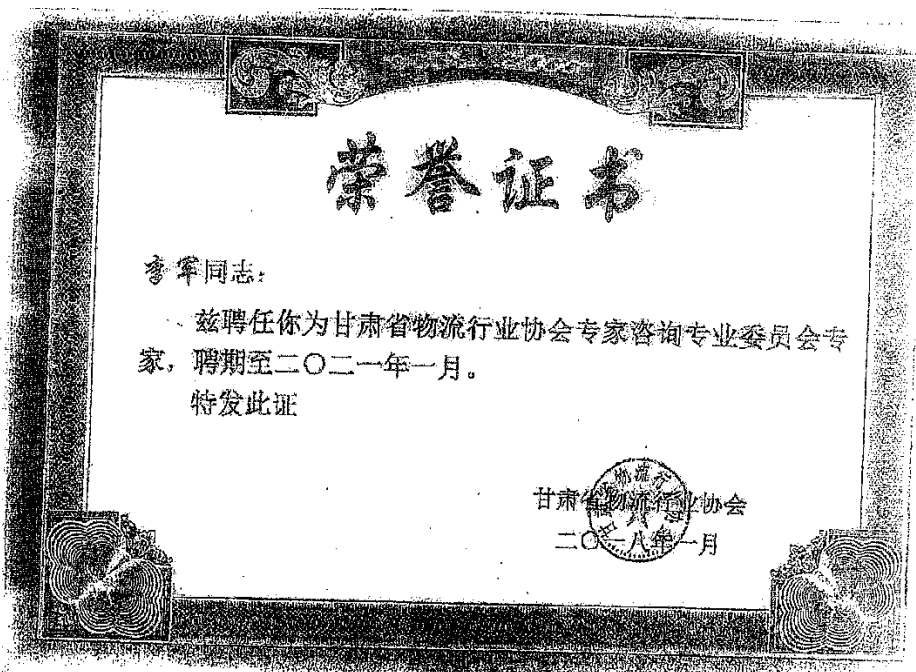 荣誉证书
李军同志:
兹聘任你为甘肃省物流行业协会专家咨询专业委员会专
家,聘期至二〇二一年一月。
特发此证
甘肃省物流行业协会
二〇一八年一月